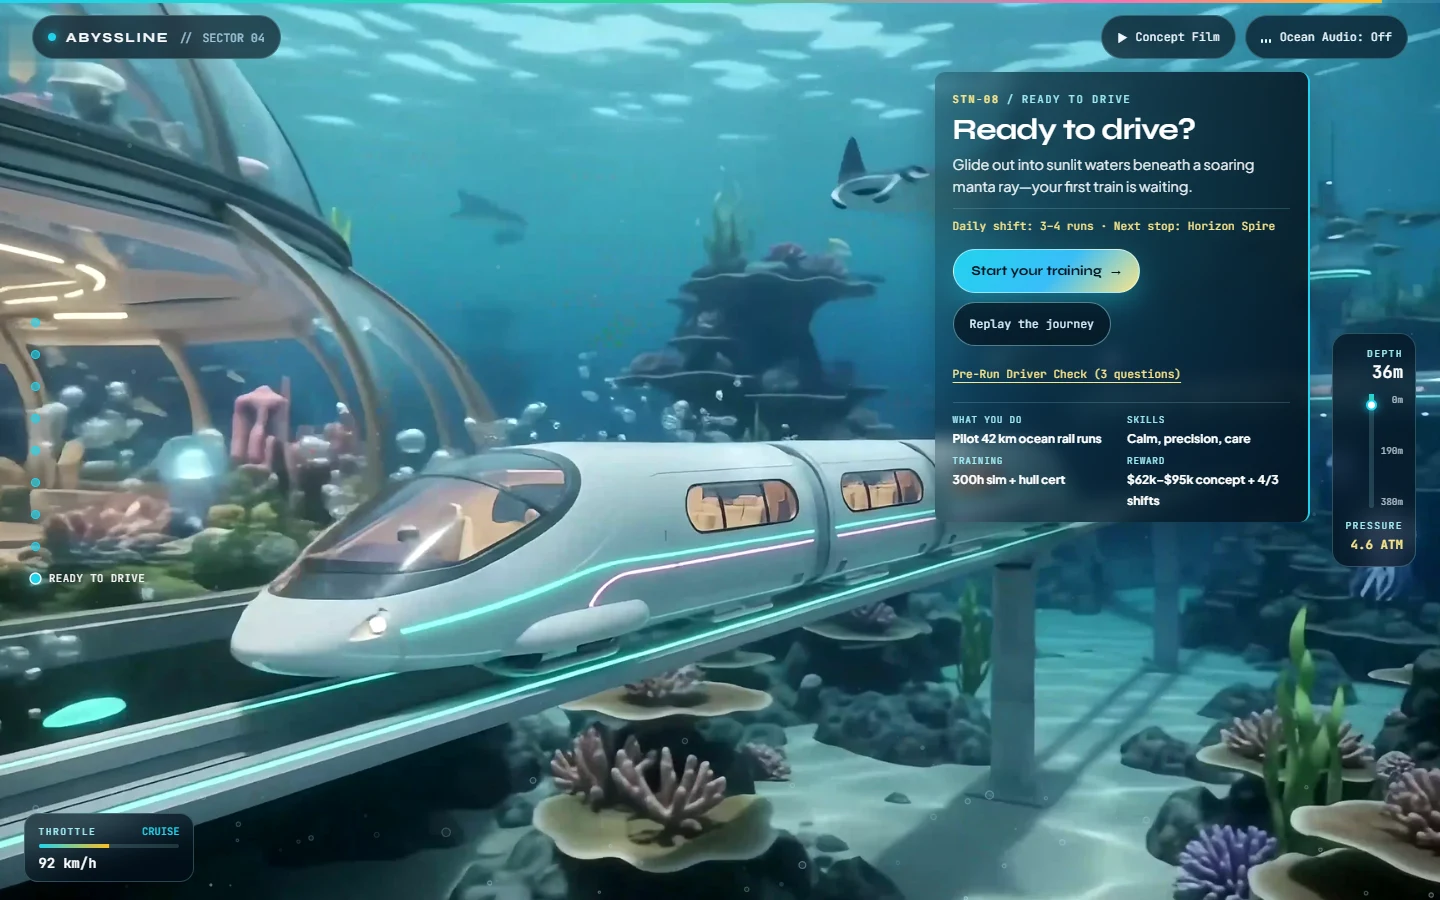 ABYSSLINE // SECTOR 04
Concept Film
Ocean Audio: Off
STN-08 / READY TO DRIVE
Ready to drive?
Glide out into sunlit waters beneath a soaring
manta ray—your first train is waiting.
Daily shift: 3–4 runs · Next stop: Horizon Spire
Start your training →
Replay the journey
Pre-Run Driver Check (3 questions)
WHAT YOU DO
Pilot 42 km ocean rail runs
SKILLS
Calm, precision, care
TRAINING
300h sim + hull cert
REWARD
$62k–$95k concept + 4/3
shifts
DEPTH
36m
0m
190m
380m
PRESSURE
4.6 ATM
READY TO DRIVE
THROTTLE CRUISE
92 km/h